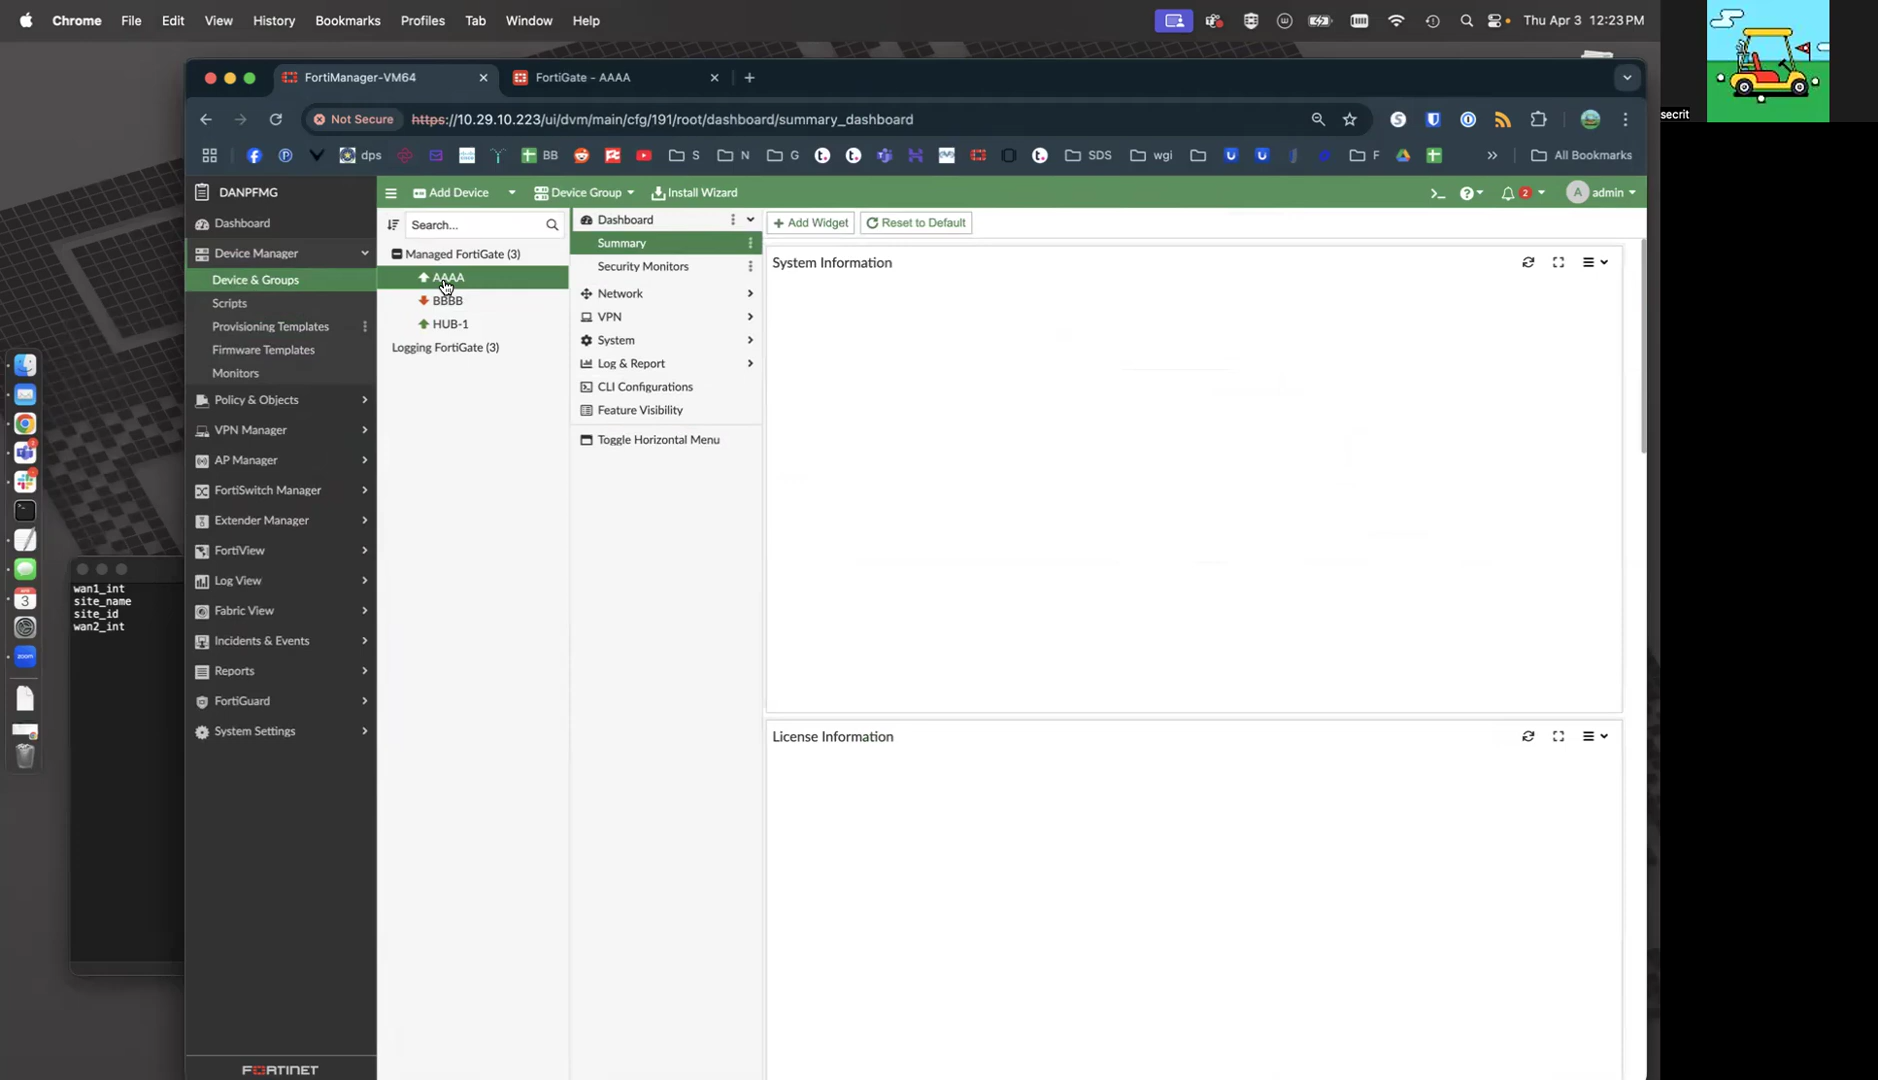 Chrome File Edit View History Bookmarks Profiles Tab Window Help
Thu Apr 3 12:23 PM
FortiManager-VM64
FortiGate - AAAA
Not Secure https://10.29.10.223/ui/dvm/main/cfg/191/root/dashboard/summary_dashboard
dps
BB
S
N
G
SDS
wgi
F
All Bookmarks
DANPFMG
Dashboard
Device Manager
Device & Groups
Scripts
Provisioning Templates
Firmware Templates
Monitors
Policy & Objects
VPN Manager
AP Manager
FortiSwitch Manager
Extender Manager
FortiView
Log View
Fabric View
Incidents & Events
Reports
FortiGuard
System Settings
FORTINET
Add Device
Device Group
Install Wizard
2
A admin
Search...
Managed FortiGate (3)
AAAA
BBBB
HUB-1
Logging FortiGate (3)
Dashboard
Summary
Security Monitors
Network
VPN
System
Log & Report
CLI Configurations
Feature Visibility
Toggle Horizontal Menu
+ Add Widget
Reset to Default
System Information
License Information
wan1_int
site_name
site_id
wan2_int
APR
3
zoom
secrit